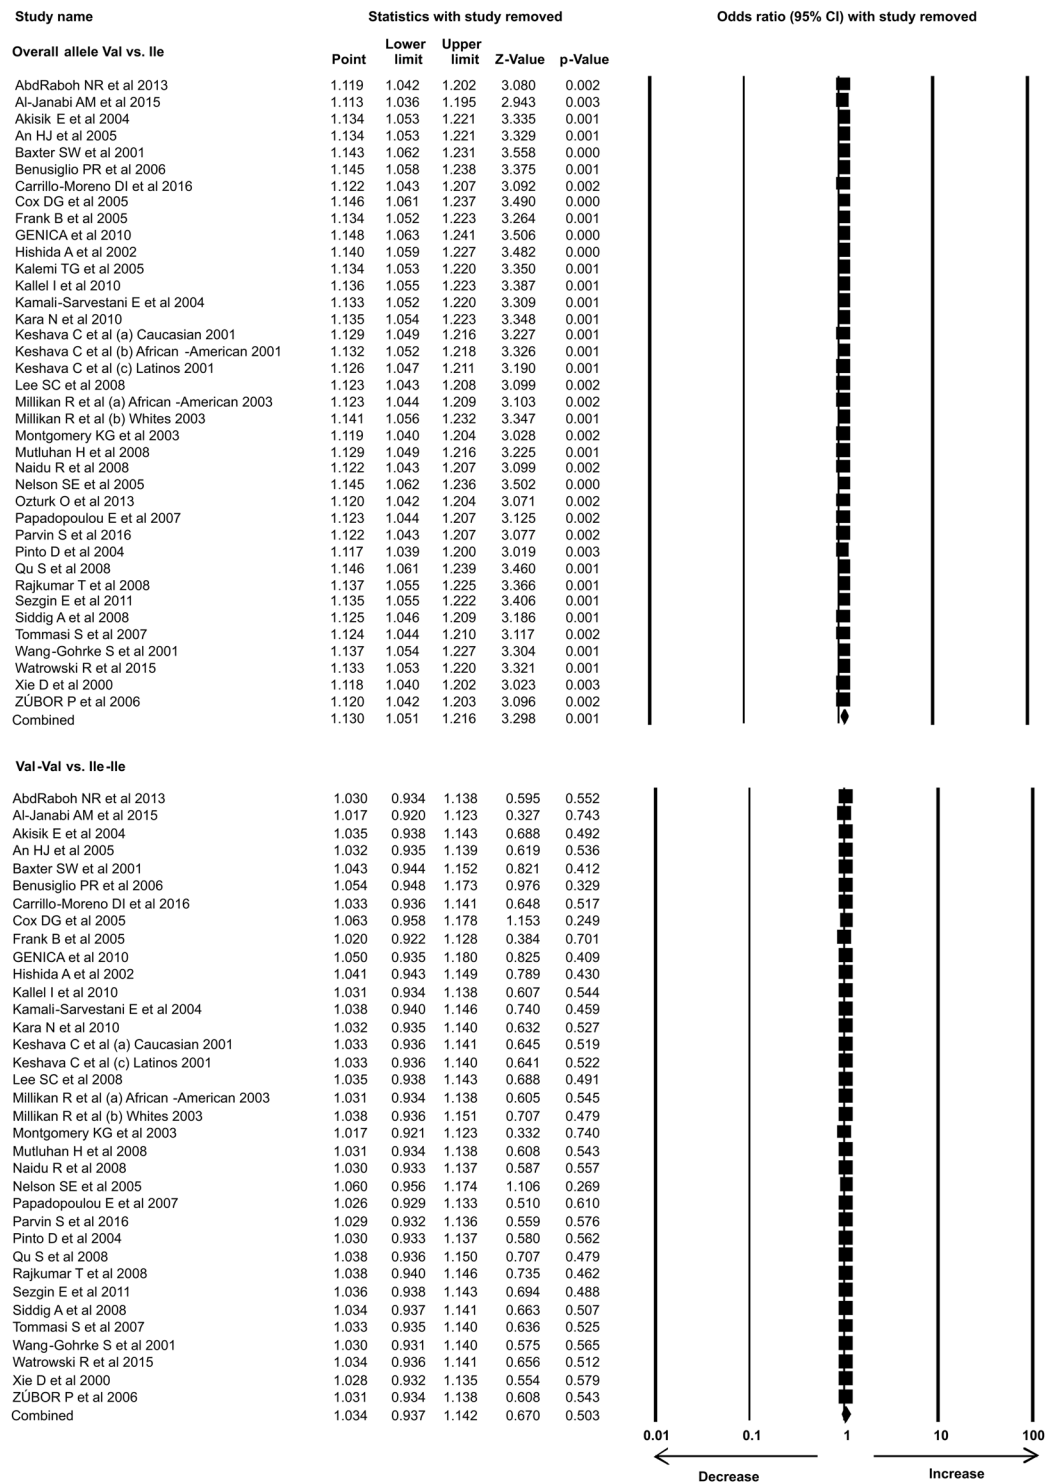 Study name Statistics with study removed Odds ratio (95% CI) with study removed
Overall allele Val vs. Ile
Lower Upper
Point limit limit Z-Value p-Value
AbdRaboh NR et al 2013 1.119 1.042 1.202 3.080 0.002
Al-Janabi AM et al 2015 1.113 1.036 1.195 2.943 0.003
Akisik E et al 2004 1.134 1.053 1.221 3.335 0.001
An HJ et al 2005 1.134 1.053 1.221 3.329 0.001
Baxter SW et al 2001 1.143 1.062 1.231 3.558 0.000
Benusiglio PR et al 2006 1.145 1.058 1.238 3.375 0.001
Carrillo-Moreno DI et al 2016 1.122 1.043 1.207 3.092 0.002
Cox DG et al 2005 1.146 1.061 1.237 3.490 0.000
Frank B et al 2005 1.134 1.052 1.223 3.264 0.001
GENICA et al 2010 1.148 1.063 1.241 3.506 0.000
Hishida A et al 2002 1.140 1.059 1.227 3.482 0.000
Kalemi TG et al 2005 1.134 1.053 1.220 3.350 0.001
Kallel I et al 2010 1.136 1.055 1.223 3.387 0.001
Kamali-Sarvestani E et al 2004 1.133 1.052 1.220 3.309 0.001
Kara N et al 2010 1.135 1.054 1.223 3.348 0.001
Keshava C et al (a) Caucasian 2001 1.129 1.049 1.216 3.227 0.001
Keshava C et al (b) African -American 2001 1.132 1.052 1.218 3.326 0.001
Keshava C et al (c) Latinos 2001 1.126 1.047 1.211 3.190 0.001
Lee SC et al 2008 1.123 1.043 1.208 3.099 0.002
Millikan R et al (a) African -American 2003 1.123 1.044 1.209 3.103 0.002
Millikan R et al (b) Whites 2003 1.141 1.056 1.232 3.347 0.001
Montgomery KG et al 2003 1.119 1.040 1.204 3.028 0.002
Mutluhan H et al 2008 1.129 1.049 1.216 3.225 0.001
Naidu R et al 2008 1.122 1.043 1.207 3.099 0.002
Nelson SE et al 2005 1.145 1.062 1.236 3.502 0.000
Ozturk O et al 2013 1.120 1.042 1.204 3.071 0.002
Papadopoulou E et al 2007 1.123 1.044 1.207 3.125 0.002
Parvin S et al 2016 1.122 1.043 1.207 3.077 0.002
Pinto D et al 2004 1.117 1.039 1.200 3.019 0.003
Qu S et al 2008 1.146 1.061 1.239 3.460 0.001
Rajkumar T et al 2008 1.137 1.055 1.225 3.366 0.001
Sezgin E et al 2011 1.135 1.055 1.222 3.406 0.001
Siddig A et al 2008 1.125 1.046 1.209 3.186 0.001
Tommasi S et al 2007 1.124 1.044 1.210 3.117 0.002
Wang-Gohrke S et al 2001 1.137 1.054 1.227 3.304 0.001
Watrowski R et al 2015 1.133 1.053 1.220 3.321 0.001
Xie D et al 2000 1.118 1.040 1.202 3.023 0.003
ZÚBOR P et al 2006 1.120 1.042 1.203 3.096 0.002
Combined 1.130 1.051 1.216 3.298 0.001
Val-Val vs. Ile-Ile
AbdRaboh NR et al 2013 1.030 0.934 1.138 0.595 0.552
Al-Janabi AM et al 2015 1.017 0.920 1.123 0.327 0.743
Akisik E et al 2004 1.035 0.938 1.143 0.688 0.492
An HJ et al 2005 1.032 0.935 1.139 0.619 0.536
Baxter SW et al 2001 1.043 0.944 1.152 0.821 0.412
Benusiglio PR et al 2006 1.054 0.948 1.173 0.976 0.329
Carrillo-Moreno DI et al 2016 1.033 0.936 1.141 0.648 0.517
Cox DG et al 2005 1.063 0.958 1.178 1.153 0.249
Frank B et al 2005 1.020 0.922 1.128 0.384 0.701
GENICA et al 2010 1.050 0.935 1.180 0.825 0.409
Hishida A et al 2002 1.041 0.943 1.149 0.789 0.430
Kallel I et al 2010 1.031 0.934 1.138 0.607 0.544
Kamali-Sarvestani E et al 2004 1.038 0.940 1.146 0.740 0.459
Kara N et al 2010 1.032 0.935 1.140 0.632 0.527
Keshava C et al (a) Caucasian 2001 1.033 0.936 1.141 0.645 0.519
Keshava C et al (c) Latinos 2001 1.033 0.936 1.140 0.641 0.522
Lee SC et al 2008 1.035 0.938 1.143 0.688 0.491
Millikan R et al (a) African -American 2003 1.031 0.934 1.138 0.605 0.545
Millikan R et al (b) Whites 2003 1.038 0.936 1.151 0.707 0.479
Montgomery KG et al 2003 1.017 0.921 1.123 0.332 0.740
Mutluhan H et al 2008 1.031 0.934 1.138 0.608 0.543
Naidu R et al 2008 1.030 0.933 1.137 0.587 0.557
Nelson SE et al 2005 1.060 0.956 1.174 1.106 0.269
Papadopoulou E et al 2007 1.026 0.929 1.133 0.510 0.610
Parvin S et al 2016 1.029 0.932 1.136 0.559 0.576
Pinto D et al 2004 1.030 0.933 1.137 0.580 0.562
Qu S et al 2008 1.038 0.936 1.150 0.707 0.479
Rajkumar T et al 2008 1.038 0.940 1.146 0.735 0.462
Sezgin E et al 2011 1.036 0.938 1.143 0.694 0.488
Siddig A et al 2008 1.034 0.937 1.141 0.663 0.507
Tommasi S et al 2007 1.033 0.935 1.140 0.636 0.525
Wang-Gohrke S et al 2001 1.030 0.931 1.140 0.575 0.565
Watrowski R et al 2015 1.034 0.936 1.141 0.656 0.512
Xie D et al 2000 1.028 0.932 1.135 0.554 0.579
ZÚBOR P et al 2006 1.031 0.934 1.138 0.608 0.543
Combined 1.034 0.937 1.142 0.670 0.503
0.01 0.1 1 10 100
Decrease Increase